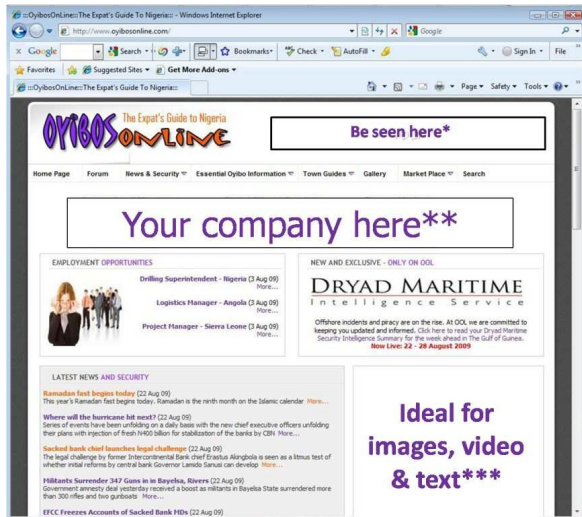 :::OyibosOnLine:::The Expat's Guide To Nigeria::: - Windows Internet Explorer
http://www.oyibosonline.com/
Google
Google
Search
Bookmarks
Check
AutoFill
Sign In
File
Favorites
Suggested Sites
Get More Add-ons
:::OyibosOnLine:::The Expat's Guide To Nigeria:::
Page
Safety
Tools
The Expat's Guide to Nigeria
OYIBOS ONLINE
Be seen here*
Home Page Forum News & Security Essential Oyibo Information Town Guides Gallery Market Place Search
Your company here**
EMPLOYMENT OPPORTUNITIES
Drilling Superintendent - Nigeria (3 Aug 09)
More...
Logistics Manager - Angola (3 Aug 09)
More...
Project Manager - Sierra Leone (3 Aug 09)
More...
NEW AND EXCLUSIVE - ONLY ON OOL
DRYAD MARITIME
Intelligence Service
Offshore incidents and piracy are on the rise. At OOL we are committed to
keeping you updated and informed. Click here to read your Dryad Maritime
Security Intelligence Summary for the week ahead in The Gulf of Guinea.
Now Live: 22 - 28 August 2009
LATEST NEWS AND SECURITY
Ramadan fast begins today (22 Aug 09)
This year's Ramadan fast begins today. Ramadan is the ninth month on the Islamic calendar More...
Where will the hurricane hit next? (22 Aug 09)
Series of events have been unfolding on a daily basis with the new chief executive officers unfolding
their plans with injection of fresh N400 billion for stabilization of the banks by CBN More...
Sacked bank chief launches legal challenge (22 Aug 09)
The legal challenge by former Intercontinental Bank chief Erastus Akingbola is seen as a litmus test of
whether initial reforms by central bank Governor Lamido Sanusi can develop More...
Militants Surrender 347 Guns in in Bayelsa, Rivers (22 Aug 09)
Government amnesty deal yesterday received a boost as militants in Bayelsa State surrendered more
than 300 rifles and two gunboats More...
EFCC Freezes Accounts of Sacked Bank MDs (22 Aug 09)
Ideal for
images, video
& text***